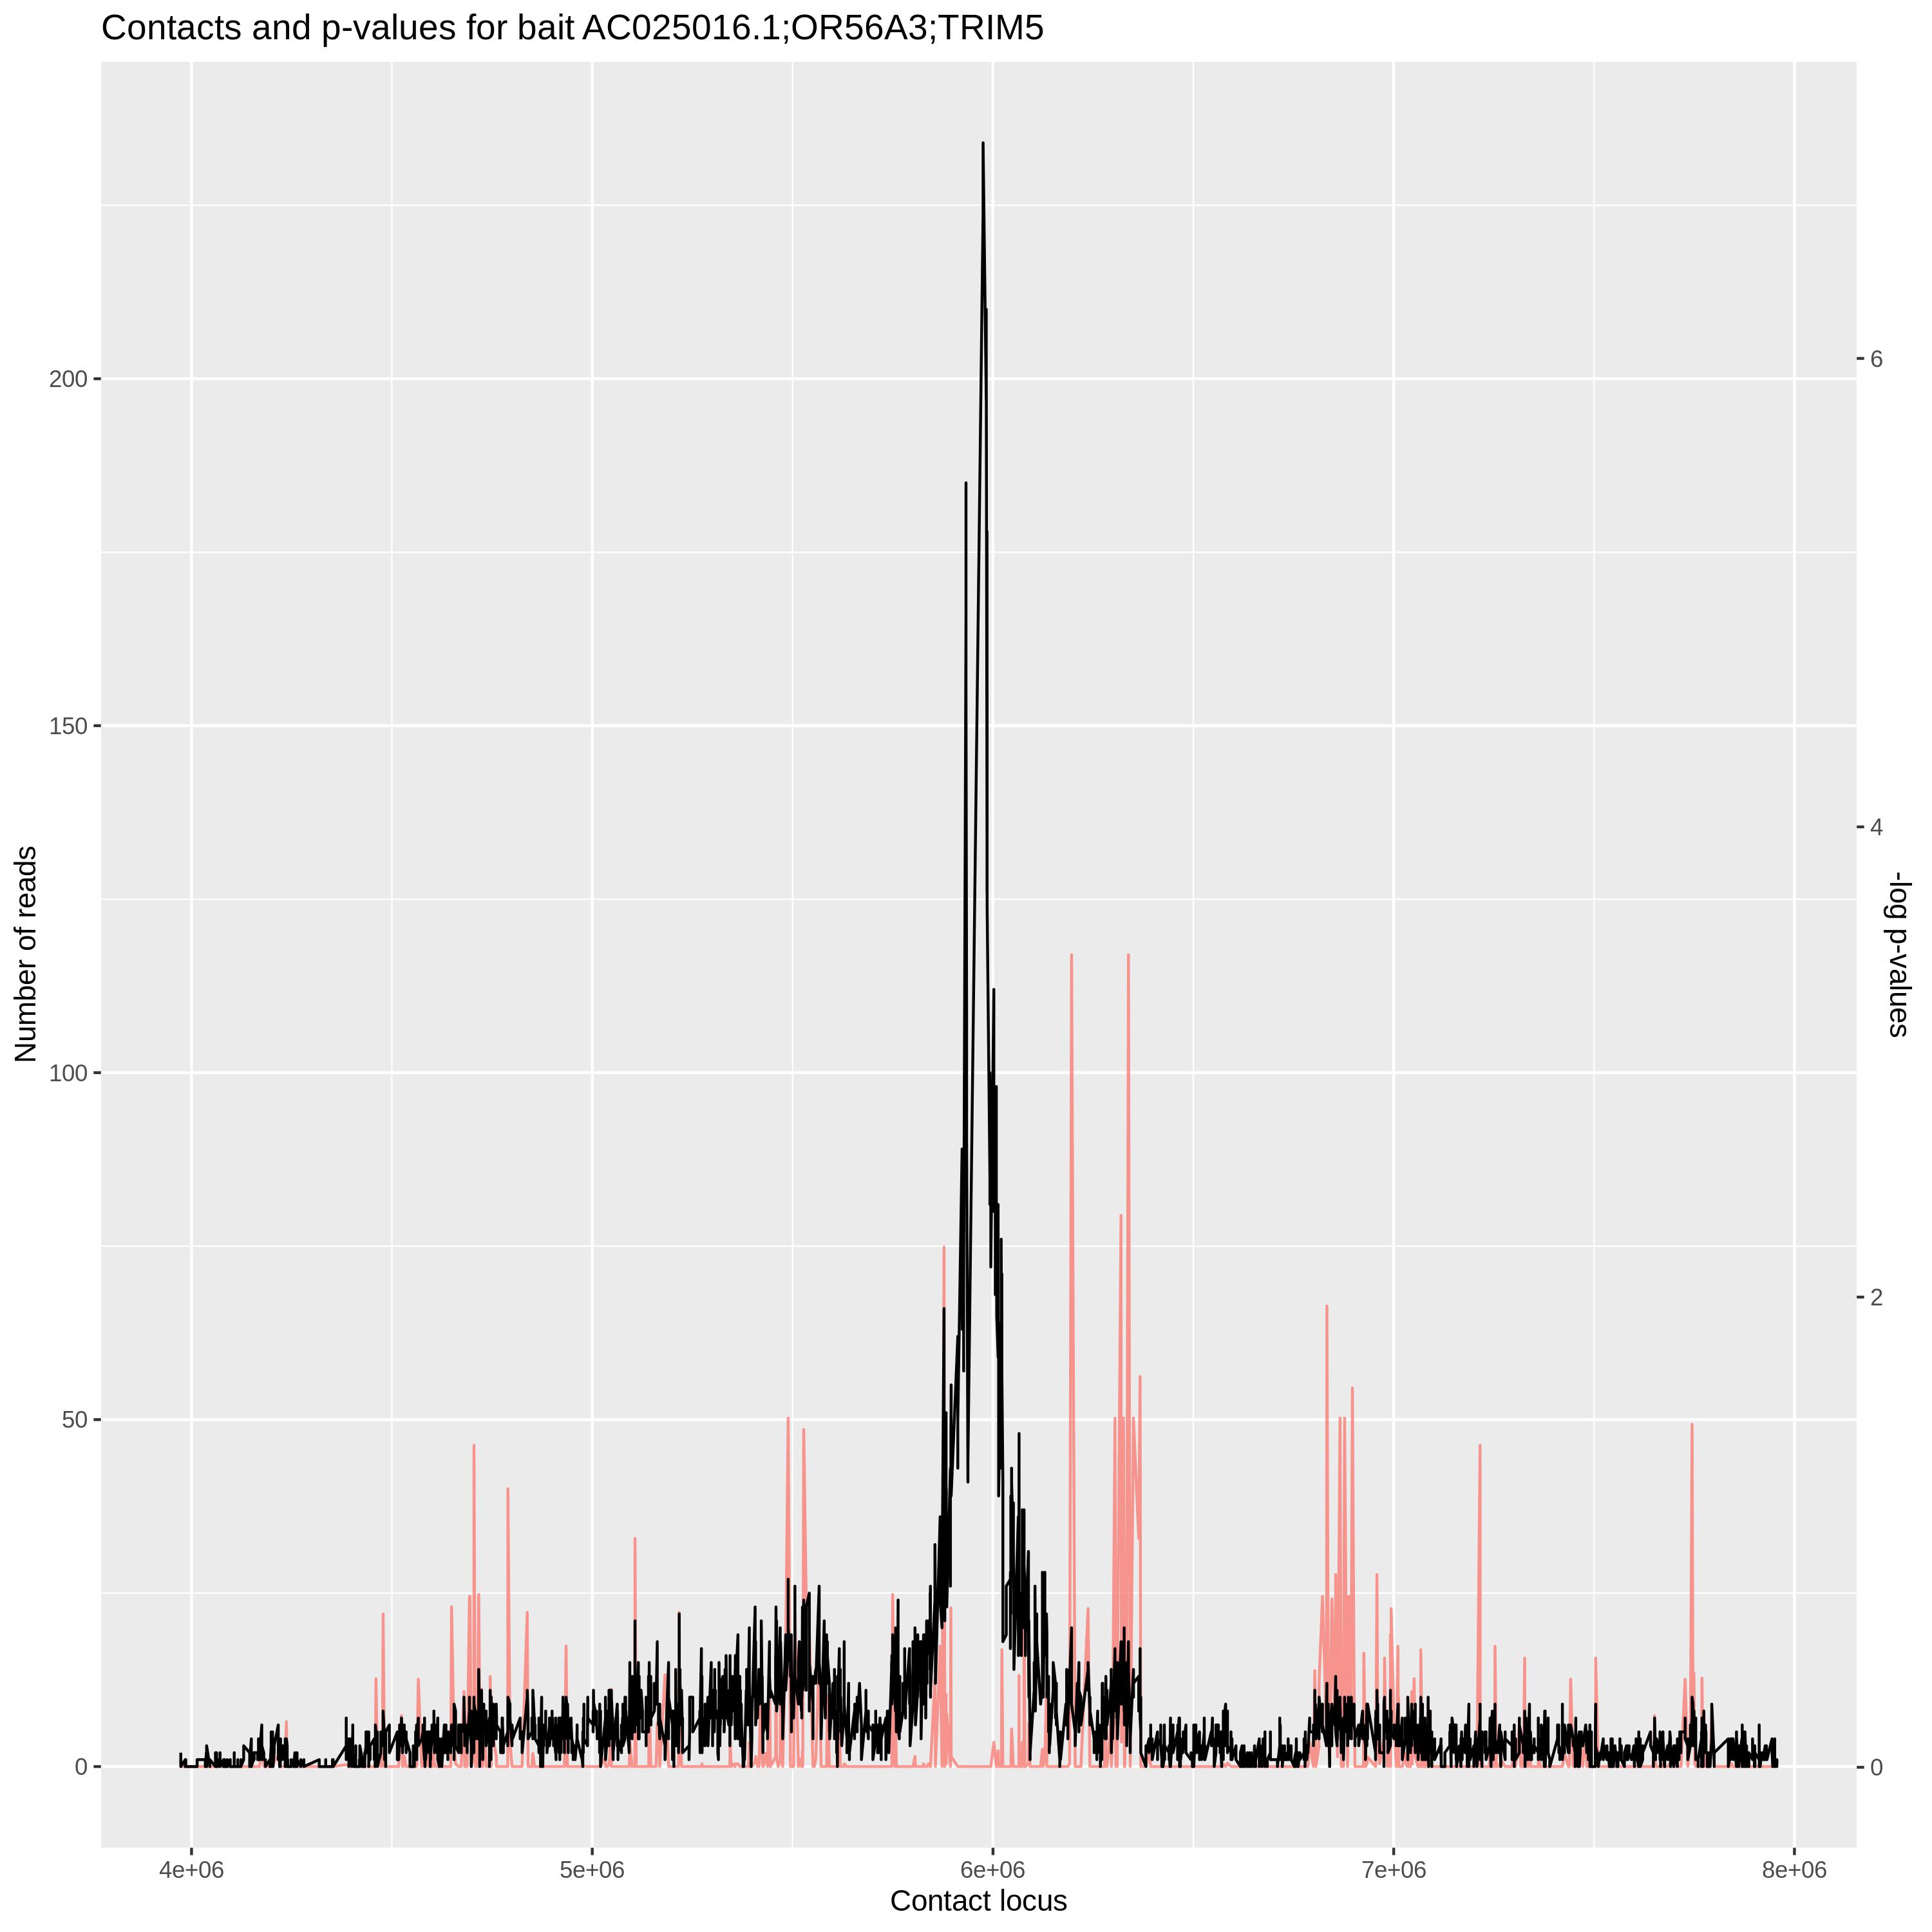 Contacts and p-values for bait AC025016.1;OR56A3;TRIM5
Number of reads
200
150
100
50
0
6
4
2
0
-log p-values
4e+06
5e+06
6e+06
7e+06
8e+06
Contact locus